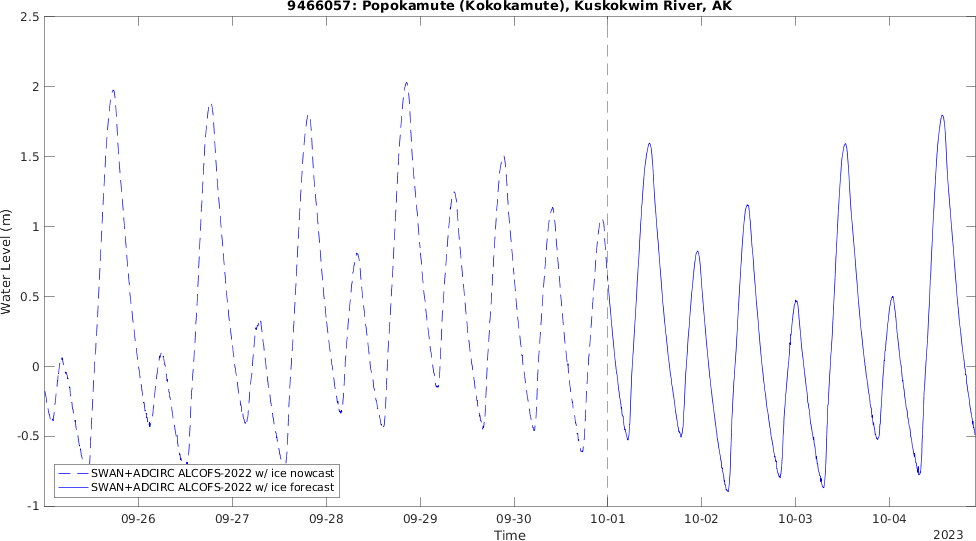 9466057: Popokamute (Kokokamute), Kuskokwim River, AK
2.5
2
1.5
1
0.5
0
-0.5
-1
Water Level (m)
SWAN+ADCIRC ALCOFS-2022 w/ ice nowcast
SWAN+ADCIRC ALCOFS-2022 w/ ice forecast
09-26 09-27 09-28 09-29 09-30 10-01 10-02 10-03 10-04
Time
2023